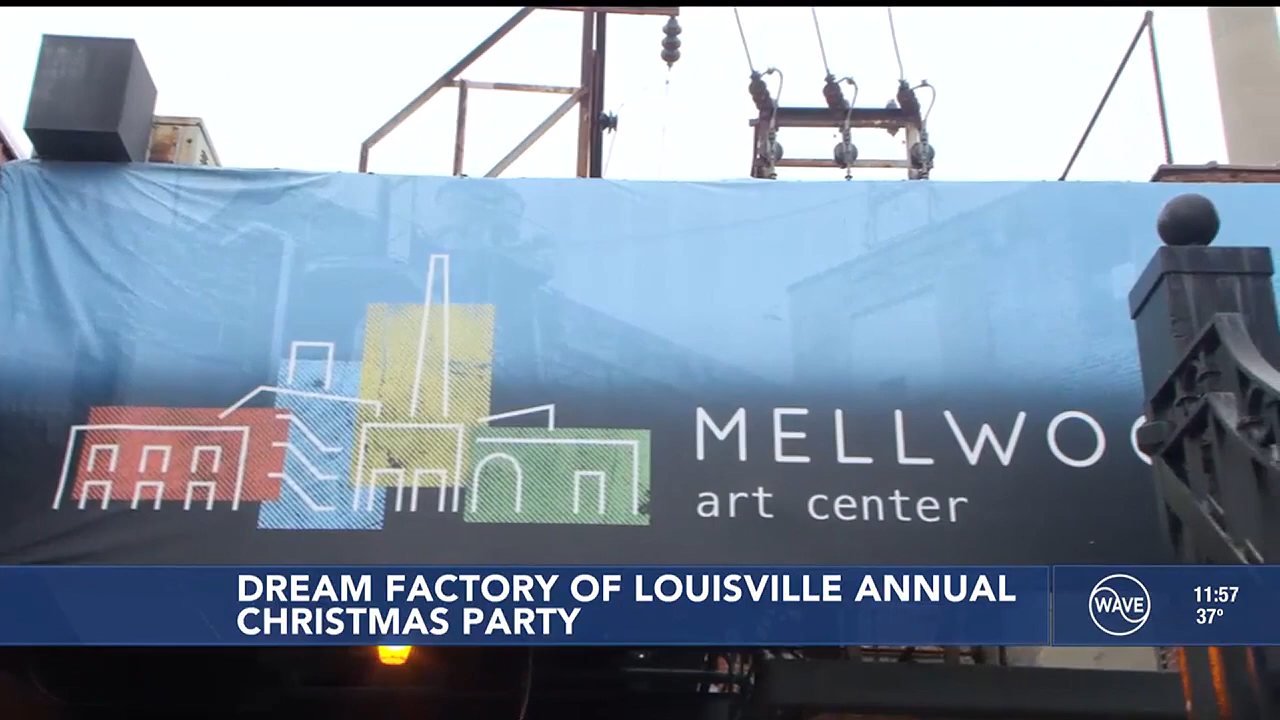 MELLWOO
art center
DREAM FACTORY OF LOUISVILLE ANNUAL
CHRISTMAS PARTY
WAVE
11:57
37°